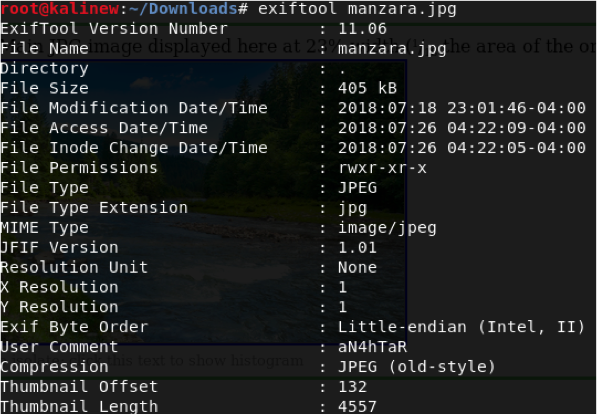 root@kalinew:~/Downloads# exiftool manzara.jpg
ExifTool Version Number : 11.06
File Name : manzara.jpg
Directory : .
File Size : 405 kB
File Modification Date/Time : 2018:07:18 23:01:46-04:00
File Access Date/Time : 2018:07:26 04:22:09-04:00
File Inode Change Date/Time : 2018:07:26 04:22:05-04:00
File Permissions : rwxr-xr-x
File Type : JPEG
File Type Extension : jpg
MIME Type : image/jpeg
JFIF Version : 1.01
Resolution Unit : None
X Resolution : 1
Y Resolution : 1
Exif Byte Order : Little-endian (Intel, II)
User Comment : aN4hTaR
Compression : JPEG (old-style)
Thumbnail Offset : 132
Thumbnail Length : 4557